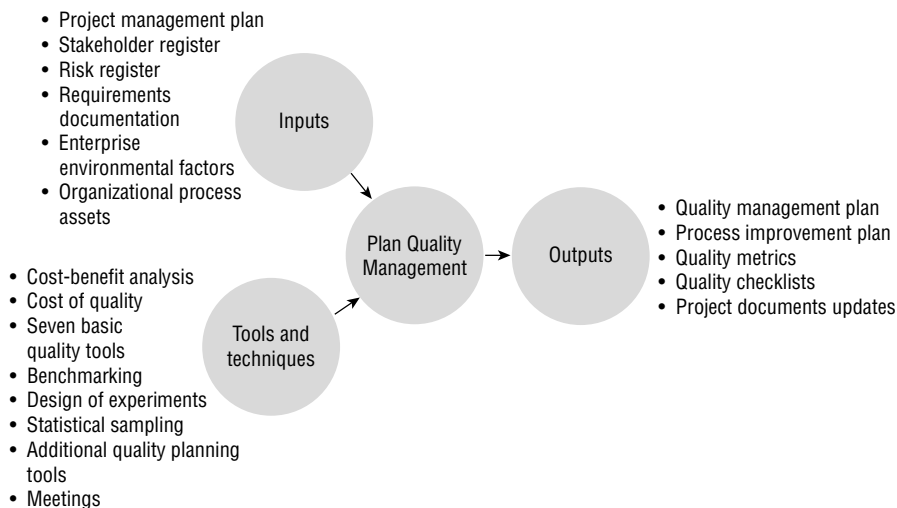 • Project management plan
• Stakeholder register
• Risk register
• Requirements
documentation
• Enterprise
environmental factors
• Organizational process
assets
Inputs
Plan Quality
Management
Outputs
• Quality management plan
• Process improvement plan
• Quality metrics
• Quality checklists
• Project documents updates
• Cost-benefit analysis
• Cost of quality
• Seven basic
quality tools
• Benchmarking
• Design of experiments
• Statistical sampling
• Additional quality planning
tools
• Meetings
Tools and
techniques